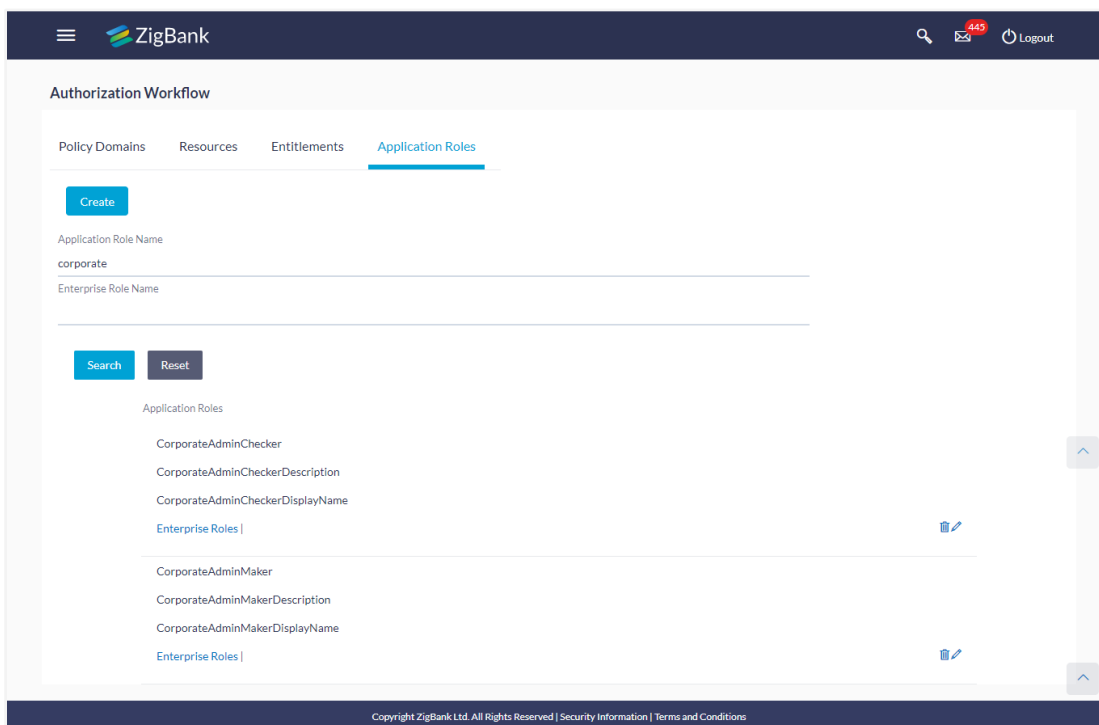 ZigBank
445
Logout
Authorization Workflow
Policy Domains Resources Entitlements Application Roles
Create
Application Role Name
corporate
Enterprise Role Name
Search Reset
Application Roles
CorporateAdminChecker
CorporateAdminCheckerDescription
CorporateAdminCheckerDisplayName
Enterprise Roles |
CorporateAdminMaker
CorporateAdminMakerDescription
CorporateAdminMakerDisplayName
Enterprise Roles |
Copyright ZigBank Ltd. All Rights Reserved | Security Information | Terms and Conditions